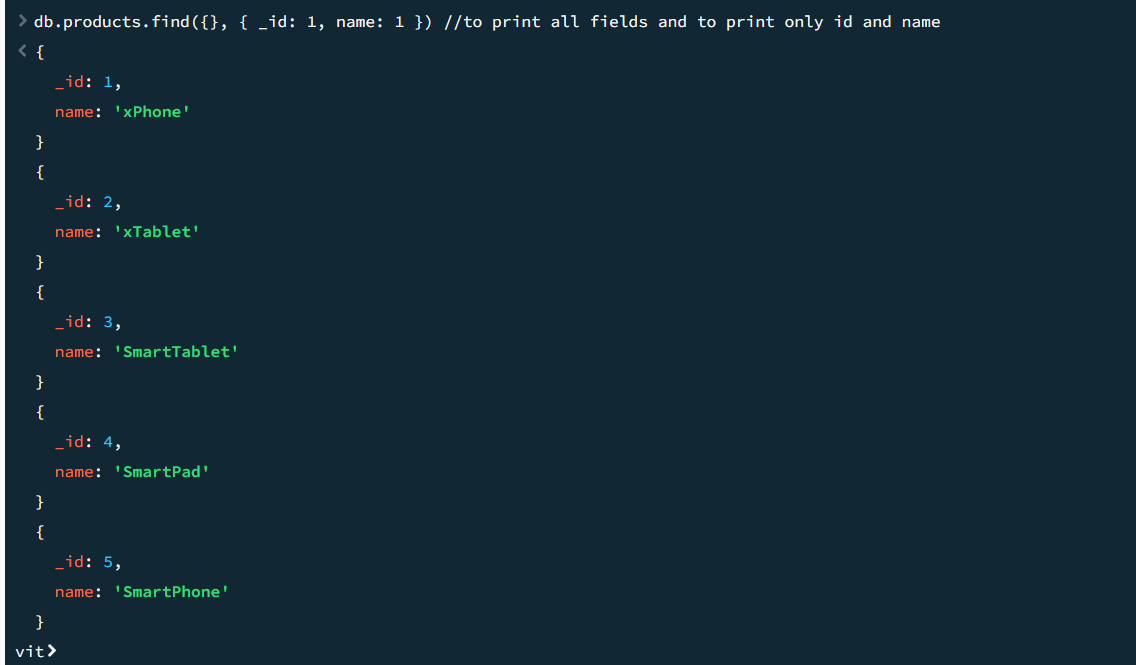 > db.products.find({}, { _id: 1, name: 1 }) //to print all fields and to print only id and name
< {
_id: 1,
name: 'xPhone'
}
{
_id: 2,
name: 'xTablet'
}
{
_id: 3,
name: 'SmartTablet'
}
{
_id: 4,
name: 'SmartPad'
}
{
_id: 5,
name: 'SmartPhone'
}
vit>